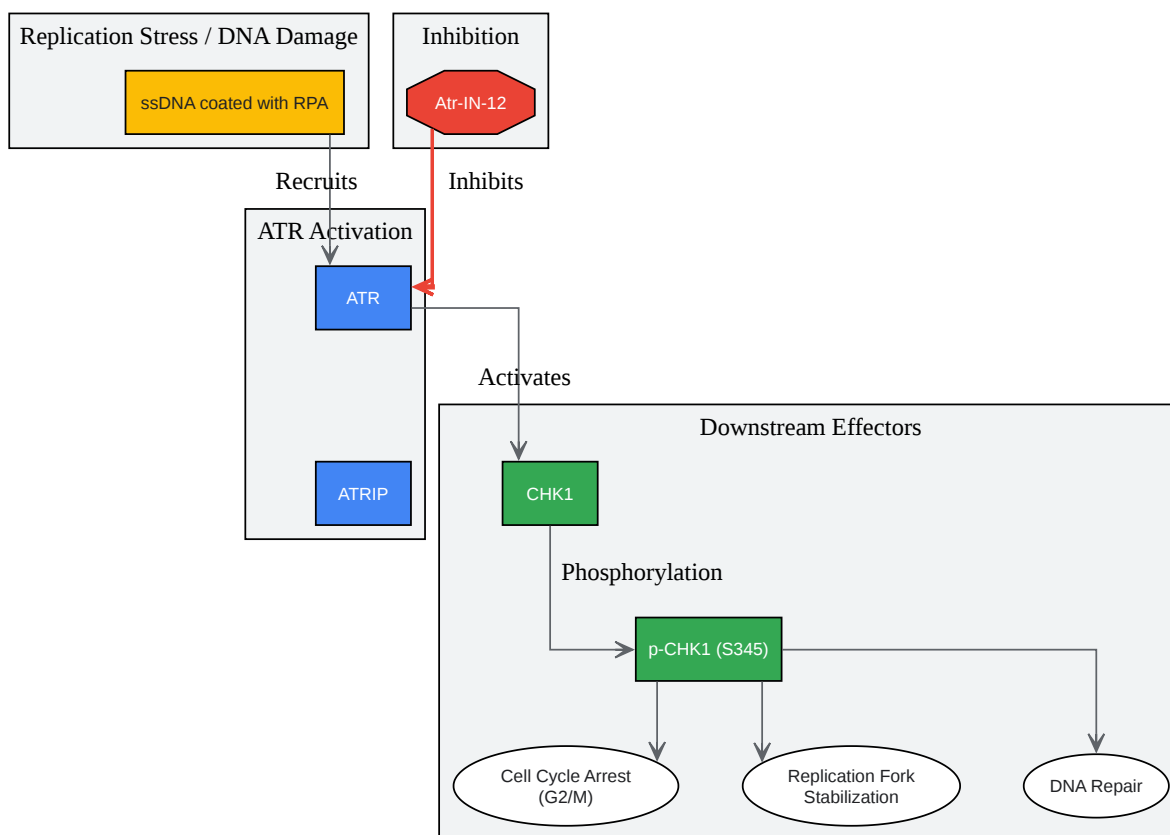 Replication Stress / DNA Damage
Inhibition
ssDNA coated with RPA
Atr-IN-12
Recruits
Inhibits
ATR Activation
ATR
Activates
Downstream Effectors
ATRIP
CHK1
Phosphorylation
p-CHK1 (S345)
Cell Cycle Arrest
(G2/M)
Replication Fork
Stabilization
DNA Repair